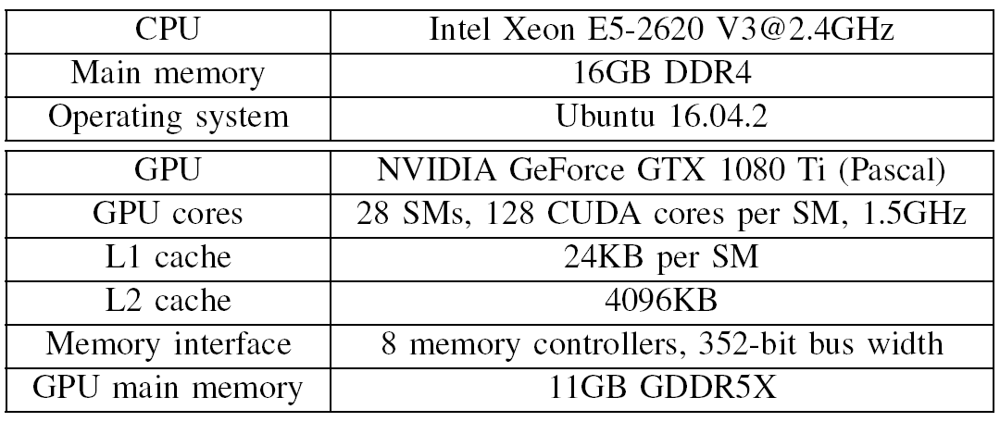 CPU Intel Xeon E5-2620 V3@2.4GHz
Main memory 16GB DDR4
Operating system Ubuntu 16.04.2
GPU NVIDIA GeForce GTX 1080 Ti (Pascal)
GPU cores 28 SMs, 128 CUDA cores per SM, 1.5GHz
L1 cache 24KB per SM
L2 cache 4096KB
Memory interface 8 memory controllers, 352-bit bus width
GPU main memory 11GB GDDR5X